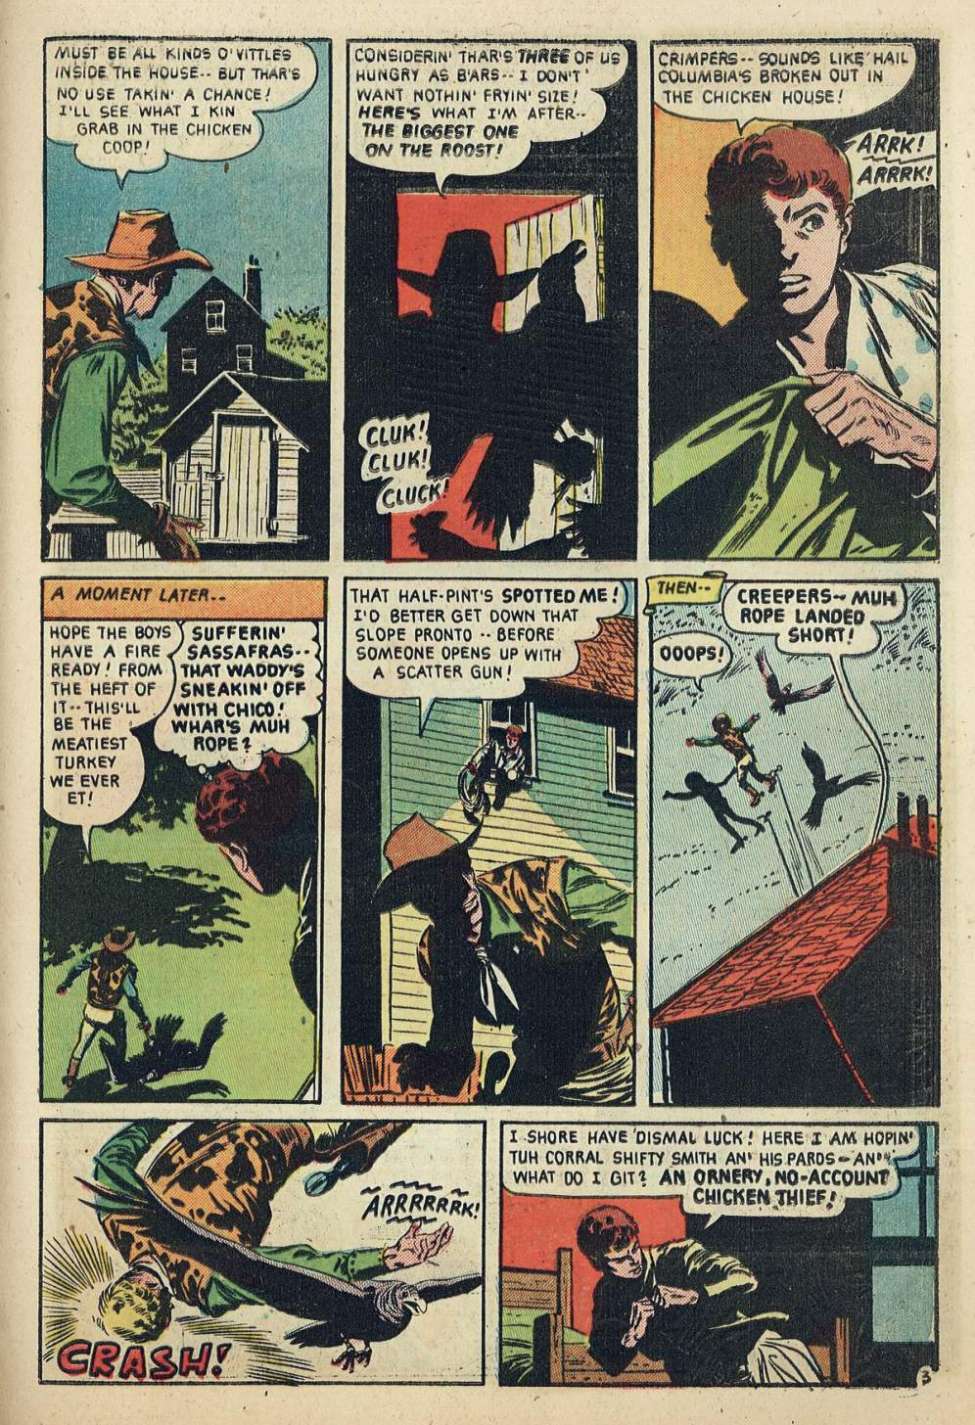 MUST BE ALL KINDS O' VITTLES
INSIDE THE HOUSE-- BUT THAR'S
NO USE TAKIN' A CHANCE!
I'LL SEE WHAT I KIN
GRAB IN THE CHICKEN
COOP!
CONSIDERIN' THAR'S THREE OF US
HUNGRY AS B'ARS-- I DON'T
WANT NOTHIN' FRYIN' SIZE!
HERE'S WHAT I'M AFTER--
THE BIGGEST ONE
ON THE ROOST!
CLUK!
CLUK!
CLUCK!
CRIMPERS-- SOUNDS LIKE HAIL
COLUMBIA'S BROKEN OUT IN
THE CHICKEN HOUSE!
ARRK!
ARRRK!
A MOMENT LATER--
HOPE THE BOYS
HAVE A FIRE
READY! FROM
THE HEFT OF
IT-- THIS'LL
BE THE
MEATIEST
TURKEY
WE EVER
ET!
SUFFERIN'
SASSAFRAS--
THAT WADDY'S
SNEAKIN' OFF
WITH CHICO!
WHAR'S MUH
ROPE?
THAT HALF-PINT'S SPOTTED ME!
I'D BETTER GET DOWN THAT
SLOPE PRONTO -- BEFORE
SOMEONE OPENS UP WITH
A SCATTER GUN!
THEN--
OOOPS!
CREEPERS-- MUH
ROPE LANDED
SHORT!
ARRRRRRK!
CRASH!
I SHORE HAVE DISMAL LUCK! HERE I AM HOPIN'
TUH CORRAL SHIFTY SMITH AN' HIS PARDS-- AN'
WHAT DO I GIT? AN ORNERY, NO-ACCOUNT
CHICKEN THIEF!
3